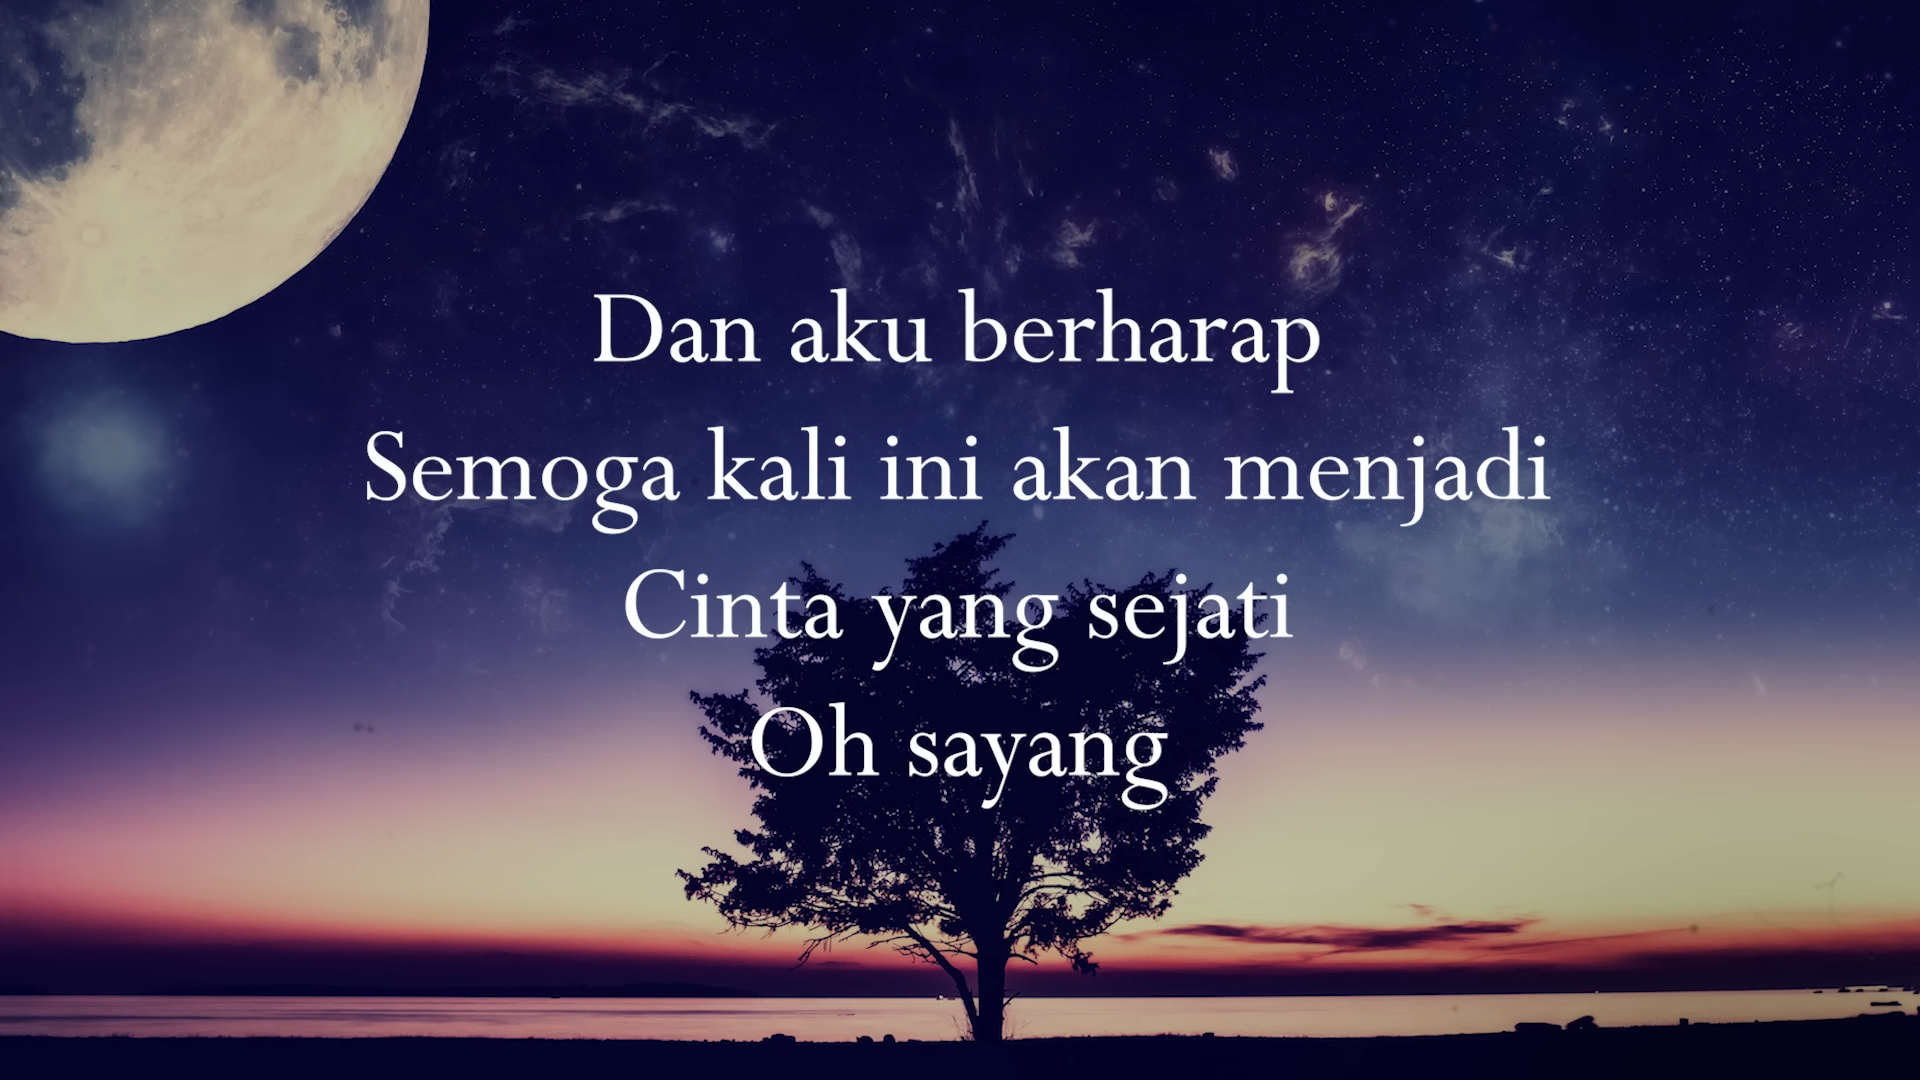 Dan aku berharap
Semoga kali ini akan menjadi
Cinta yang sejati
Oh sayang